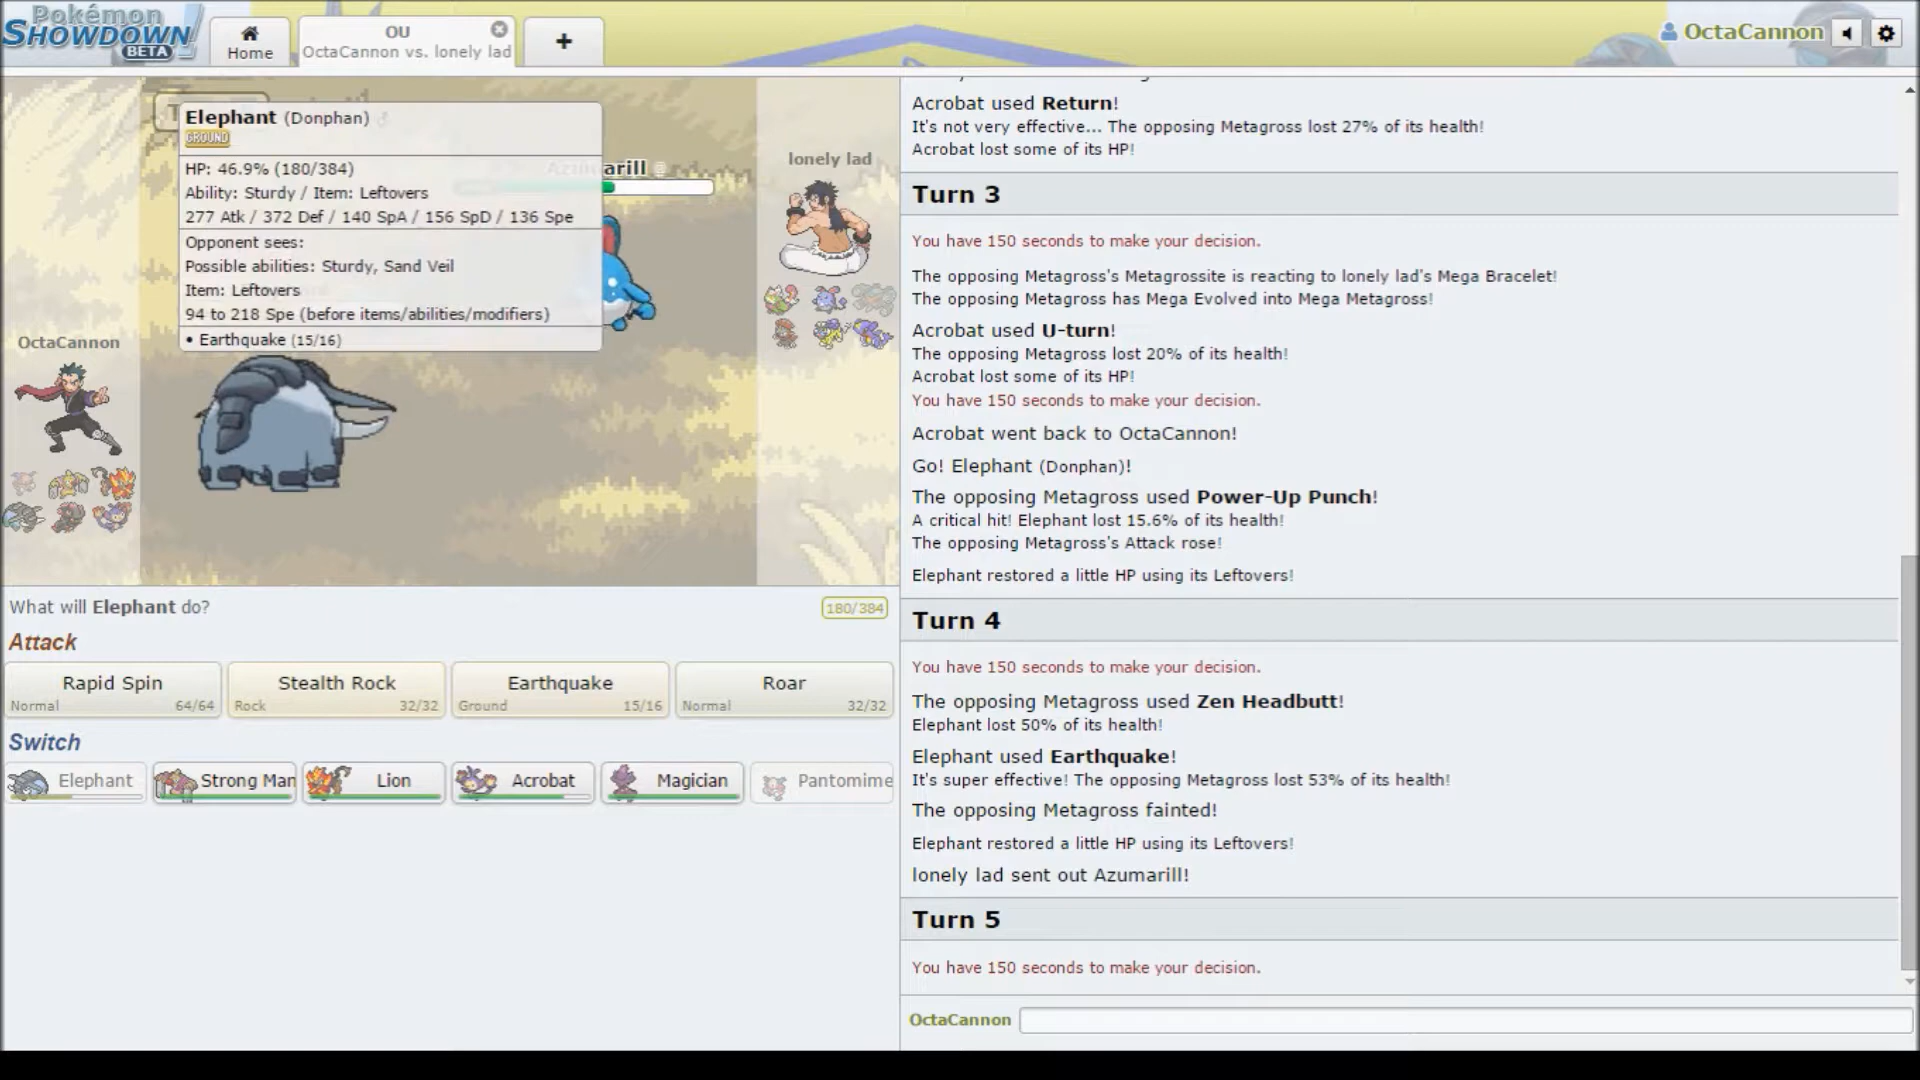 Pokémon
SHOWDOWN
BETA
Home
OU
OctaCannon vs. lonely lad
+
OctaCannon
Elephant (Donphan)
GROUND
HP: 46.9% (180/384)
Ability: Sturdy / Item: Leftovers
277 Atk / 372 Def / 140 SpA / 156 SpD / 136 Spe
Opponent sees:
Possible abilities: Sturdy, Sand Veil
Item: Leftovers
94 to 218 Spe (before items/abilities/modifiers)
• Earthquake (15/16)
Azumarill
lonely lad
OctaCannon
What will Elephant do?
180/384
Attack
Rapid Spin
Normal 64/64
Stealth Rock
Rock 32/32
Earthquake
Ground 15/16
Roar
Normal 32/32
Switch
Elephant
Strong Man
Lion
Acrobat
Magician
Pantomime
Acrobat used Return!
It's not very effective... The opposing Metagross lost 27% of its health!
Acrobat lost some of its HP!
Turn 3
You have 150 seconds to make your decision.
The opposing Metagross's Metagrossite is reacting to lonely lad's Mega Bracelet!
The opposing Metagross has Mega Evolved into Mega Metagross!
Acrobat used U-turn!
The opposing Metagross lost 20% of its health!
Acrobat lost some of its HP!
You have 150 seconds to make your decision.
Acrobat went back to OctaCannon!
Go! Elephant (Donphan)!
The opposing Metagross used Power-Up Punch!
A critical hit! Elephant lost 15.6% of its health!
The opposing Metagross's Attack rose!
Elephant restored a little HP using its Leftovers!
Turn 4
You have 150 seconds to make your decision.
The opposing Metagross used Zen Headbutt!
Elephant lost 50% of its health!
Elephant used Earthquake!
It's super effective! The opposing Metagross lost 53% of its health!
The opposing Metagross fainted!
Elephant restored a little HP using its Leftovers!
lonely lad sent out Azumarill!
Turn 5
You have 150 seconds to make your decision.
OctaCannon